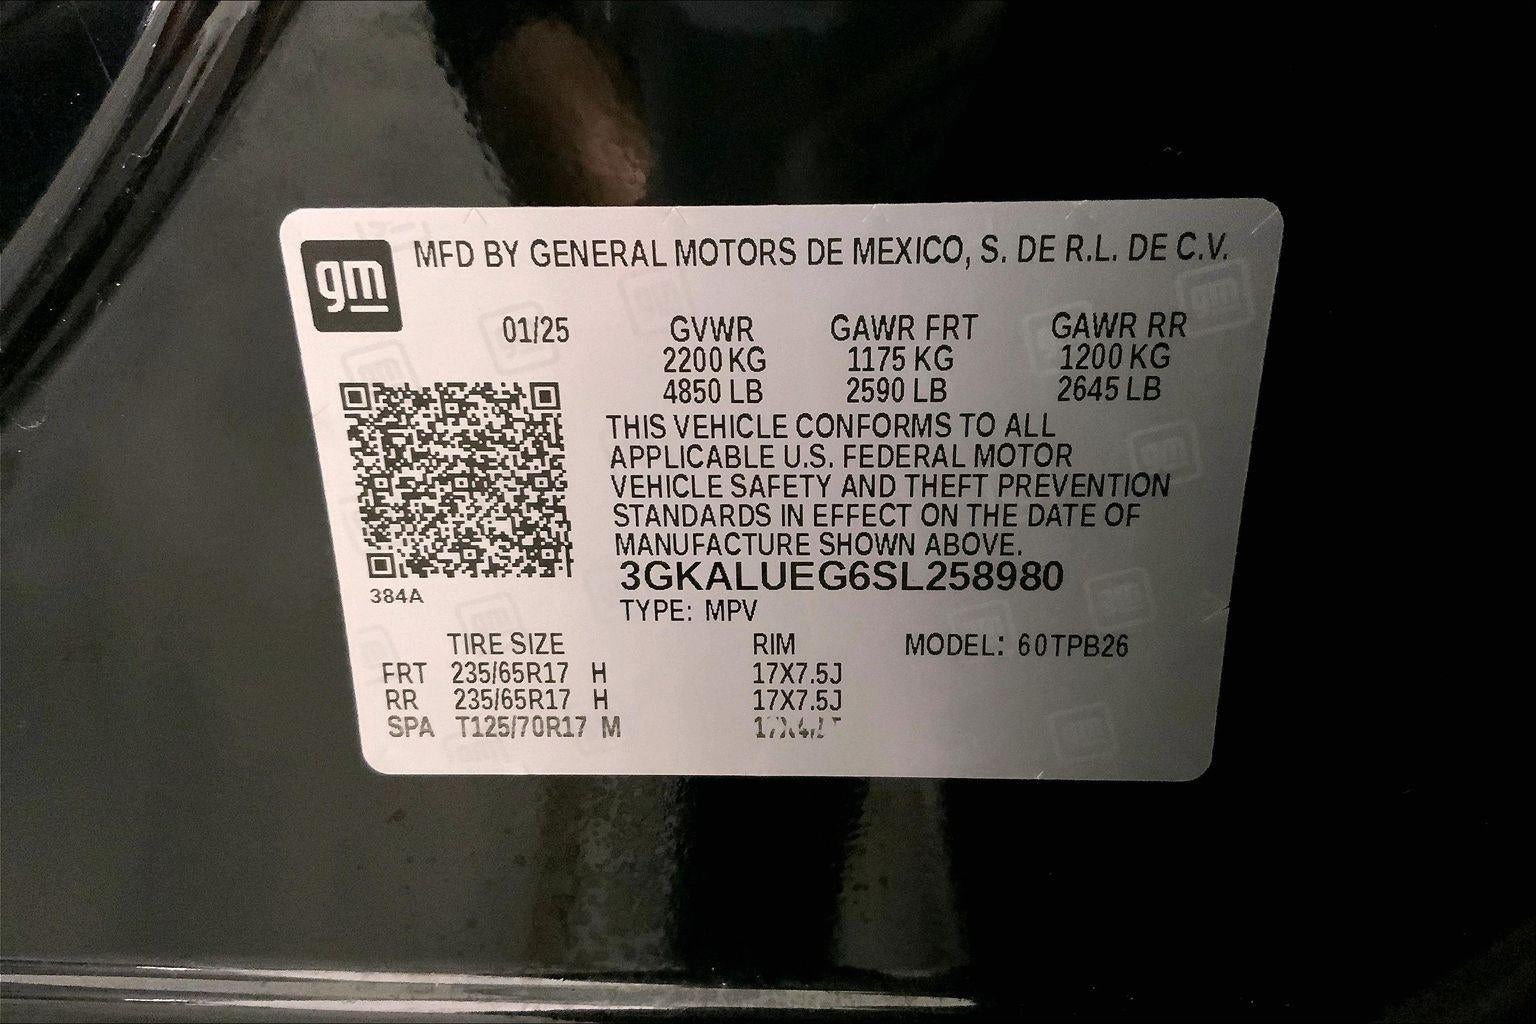 gm
MFD BY GENERAL MOTORS DE MEXICO, S. DE R.L. DE C.V.
01/25 GVWR GAWR FRT GAWR RR
2200 KG 1175 KG 1200 KG
4850 LB 2590 LB 2645 LB
THIS VEHICLE CONFORMS TO ALL
APPLICABLE U.S. FEDERAL MOTOR
VEHICLE SAFETY AND THEFT PREVENTION
STANDARDS IN EFFECT ON THE DATE OF
MANUFACTURE SHOWN ABOVE.
3GKALUEG6SL258980
384A
TYPE: MPV
TIRE SIZE RIM MODEL: 60TPB26
FRT 235/65R17 H 17X7.5J
RR 235/65R17 H 17X7.5J
SPA T125/70R17 M